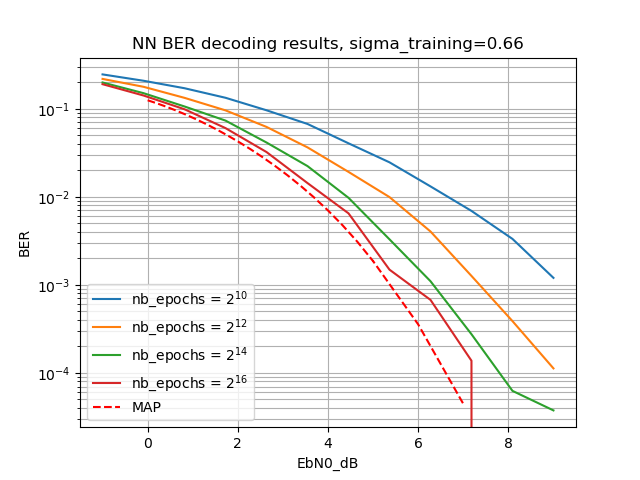 NN BER decoding results, sigma_training=0.66
BER
10⁻¹
10⁻²
10⁻³
10⁻⁴
nb_epochs = 2¹⁰
nb_epochs = 2¹²
nb_epochs = 2¹⁴
nb_epochs = 2¹⁶
MAP
0 2 4 6 8
EbN0_dB